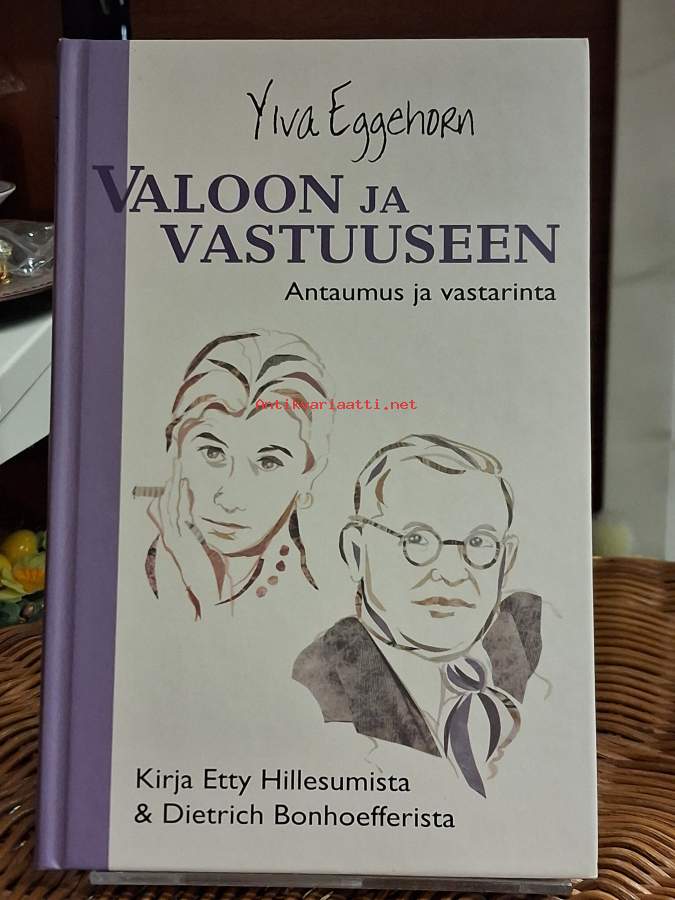 Ylva Eggehorn
VALOON JA
VASTUUSEEN
Antaumus ja vastarinta
Antikvariaatti.net
Kirja Etty Hillesumista
& Dietrich Bonhoefferista